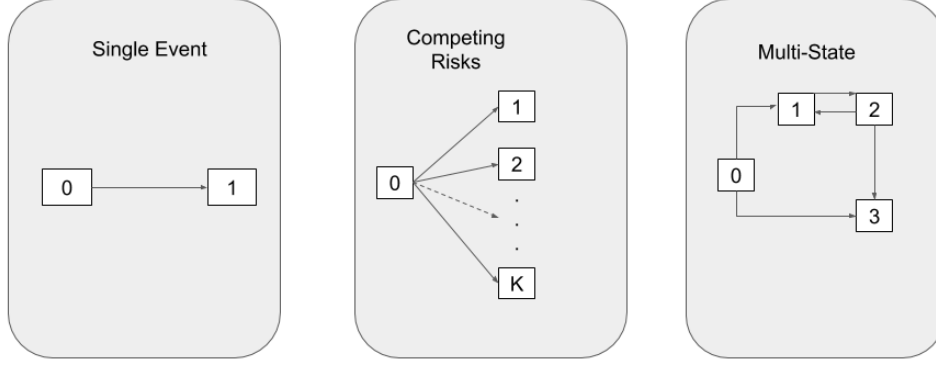 Single Event
0
1
Competing
Risks
0
1
2
.
.
.
K
Multi-State
0
1
2
3